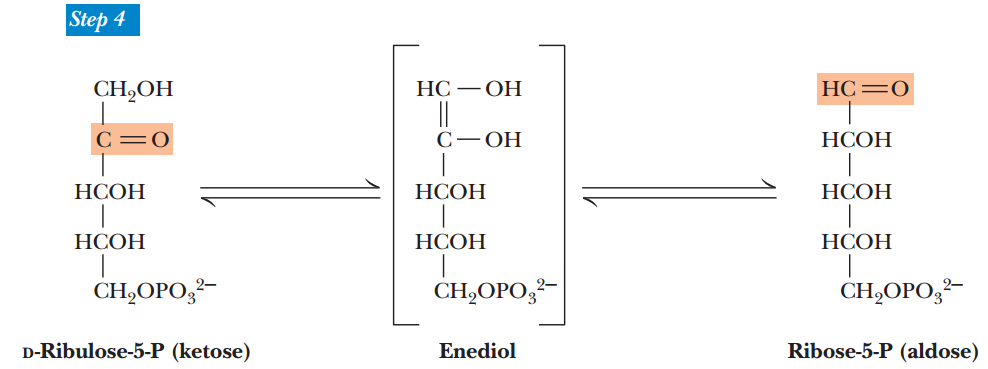 Step 4
CH₂OH
C=O
HCOH
HCOH
CH₂OPO₃²⁻
D-Ribulose-5-P (ketose)
HC—OH
C—OH
HCOH
HCOH
CH₂OPO₃²⁻
Enediol
HC=O
HCOH
HCOH
HCOH
CH₂OPO₃²⁻
Ribose-5-P (aldose)